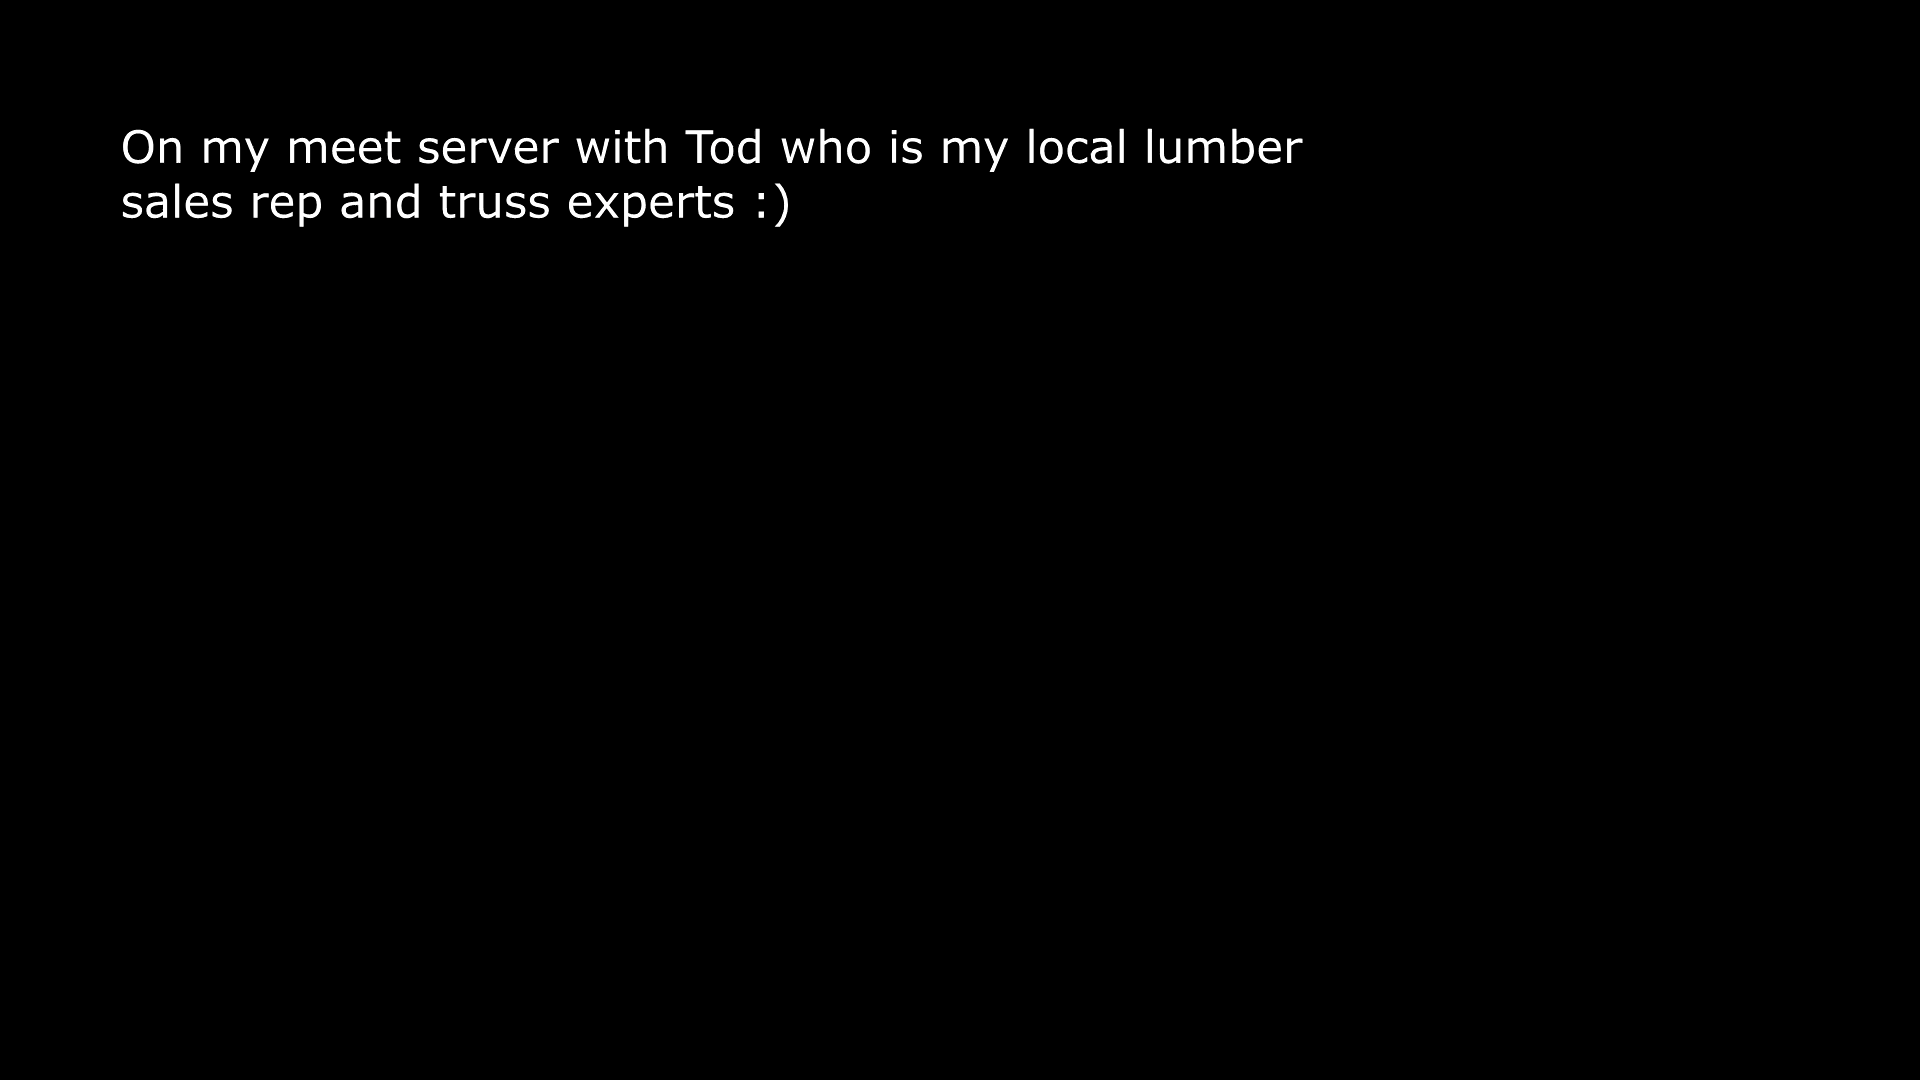 On my meet server with Tod who is my local lumber
sales rep and truss experts :)